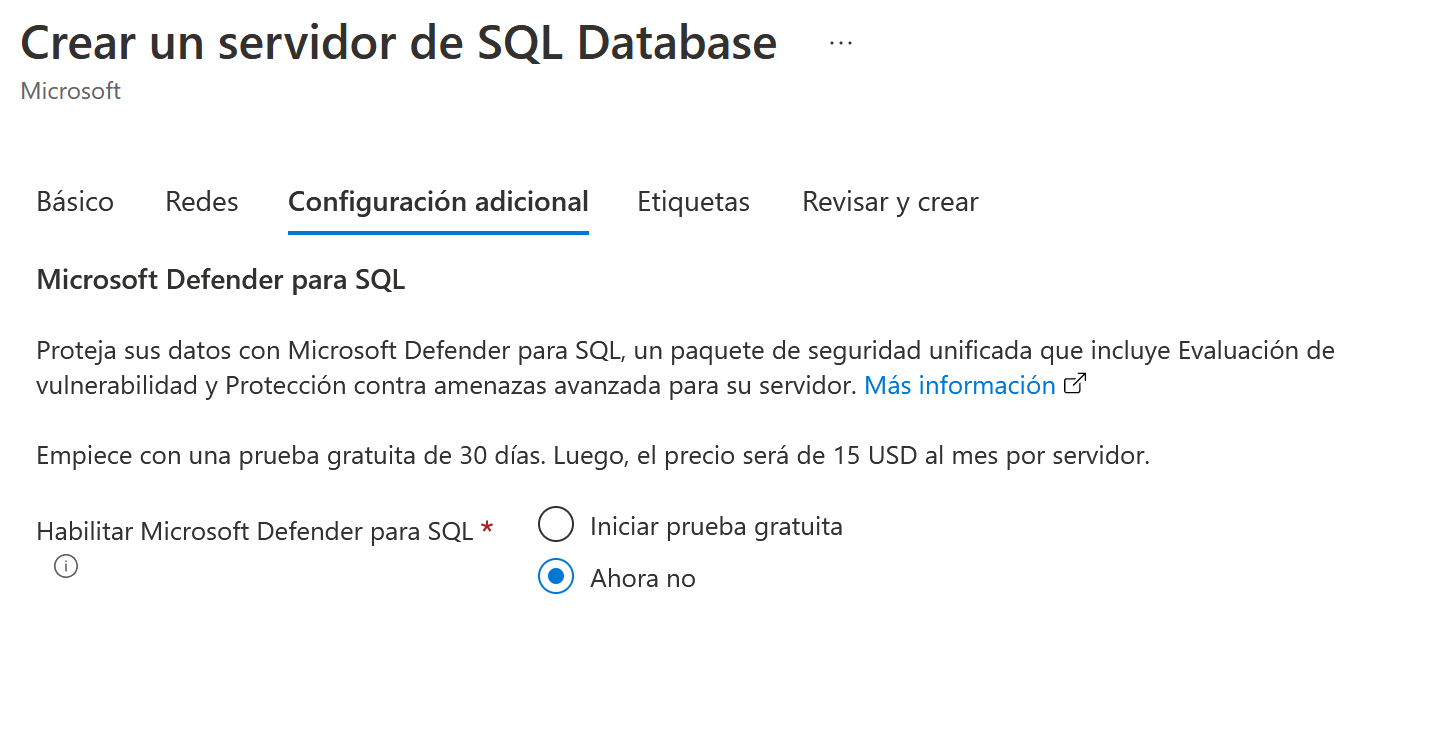 Crear un servidor de SQL Database ...
Microsoft
Básico Redes Configuración adicional Etiquetas Revisar y crear
Microsoft Defender para SQL
Proteja sus datos con Microsoft Defender para SQL, un paquete de seguridad unificada que incluye Evaluación de
vulnerabilidad y Protección contra amenazas avanzada para su servidor. Más información
Empiece con una prueba gratuita de 30 días. Luego, el precio será de 15 USD al mes por servidor.
Habilitar Microsoft Defender para SQL *
Iniciar prueba gratuita
Ahora no